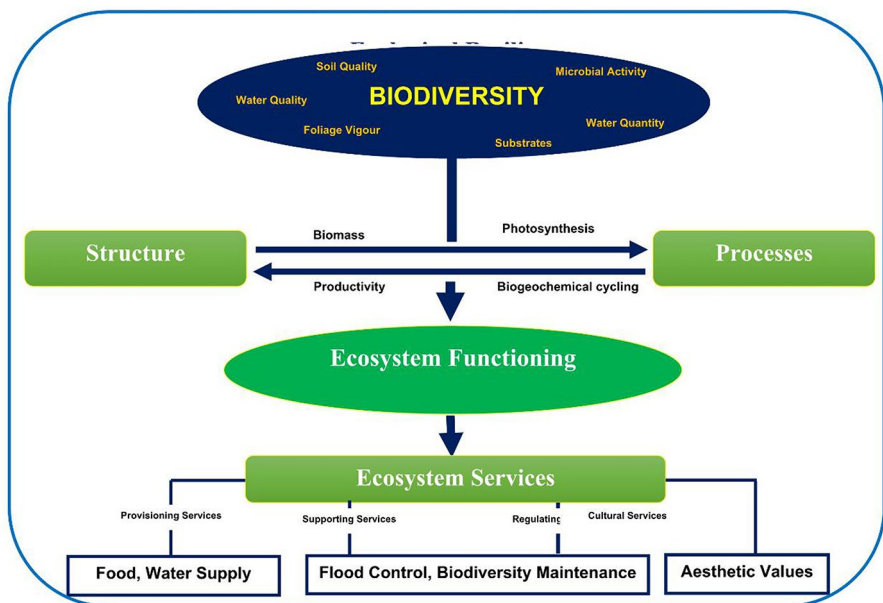 Soil Quality
Microbial Activity
BIODIVERSITY
Water Quality
Water Quantity
Foliage Vigour
Substrates
Biomass
Photosynthesis
Structure
Processes
Productivity
Biogeochemical cycling
Ecosystem Functioning
Ecosystem Services
Provisioning Services
Supporting Services
Regulating
Cultural Services
Food, Water Supply
Flood Control, Biodiversity Maintenance
Aesthetic Values